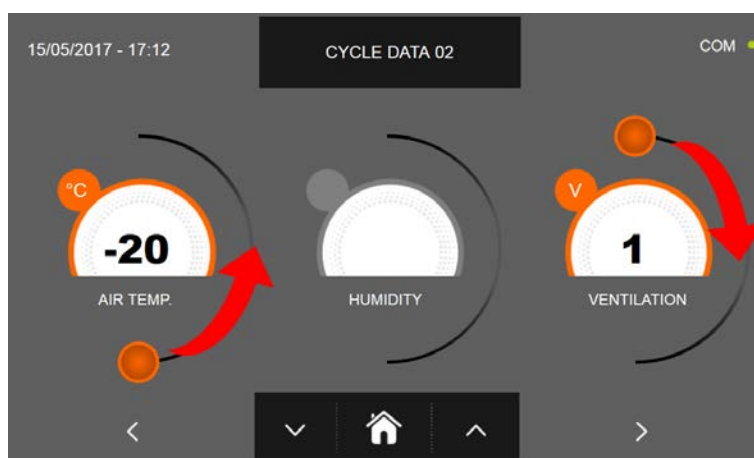 15/05/2017 - 17:12
CYCLE DATA 02
COM
°C
-20
AIR TEMP.
HUMIDITY
V
1
VENTILATION